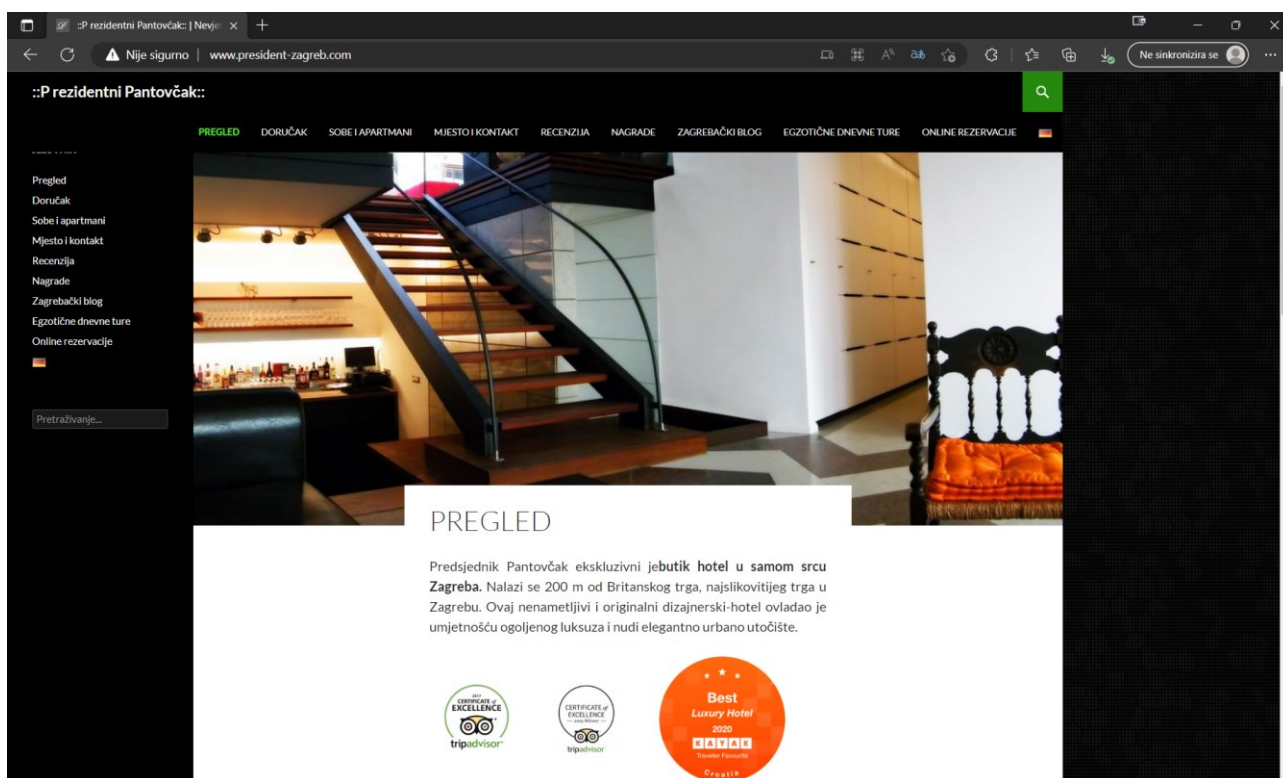 ::P rezidentni Pantovčak:: | Nevje
Nije sigurno | www.president-zagreb.com
Ne sinkronizira se
::P rezidentni Pantovčak::
PREGLED DORUČAK SOBE I APARTMANI MJESTO I KONTAKT RECENZIJA NAGRADE ZAGREBAČKI BLOG EGZOTIČNE DNEVNE TURE ONLINE REZERVACIJE
Pregled
Doručak
Sobe i apartmani
Mjesto i kontakt
Recenzija
Nagrade
Zagrebački blog
Egzotične dnevne ture
Online rezervacije
Pretraživanje...
PREGLED
Predsjednik Pantovčak ekskluzivni jebutik hotel u samom srcu
Zagreba. Nalazi se 200 m od Britanskog trga, najslikovitijeg trga u
Zagrebu. Ovaj nenametljivi i originalni dizajnerski-hotel ovladao je
umjetnošću ogoljenog luksuza i nudi elegantno urbano utočište.
2017
CERTIFICATE of
EXCELLENCE
tripadvisor
CERTIFICATE of
EXCELLENCE
tripadvisor
Best
Luxury Hotel
2020
KAYAK
Traveller Favourite
Croatia